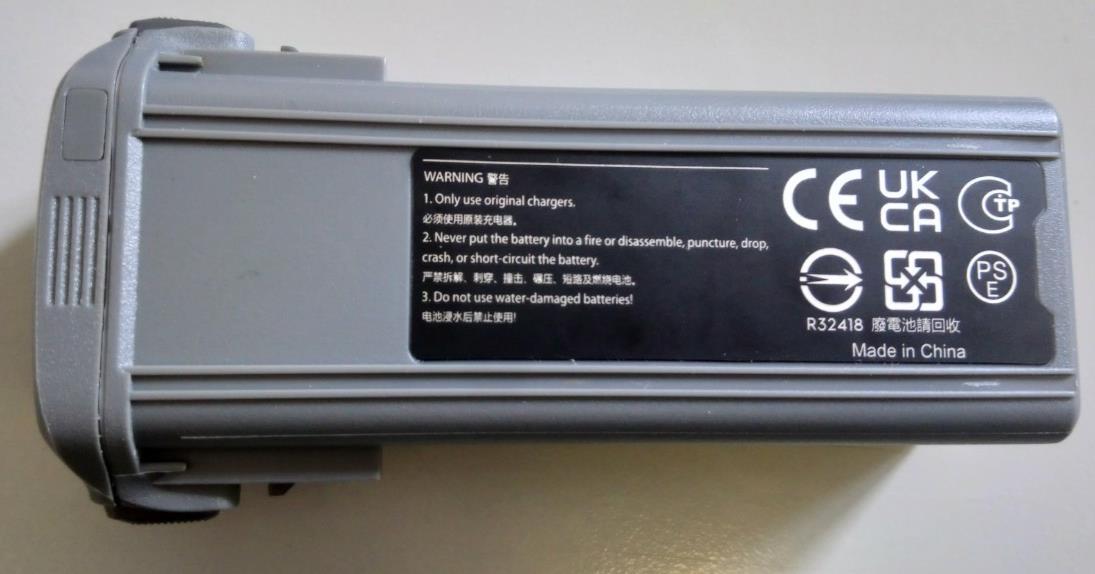 WARNING 警告
1. Only use original chargers.
必须使用原装充电器。
2. Never put the battery into a fire or disassemble, puncture, drop,
crash, or short-circuit the battery.
严禁拆解、刺穿、撞击、碾压、短路及燃烧电池。
3. Do not use water-damaged batteries!
电池浸水后禁止使用!
CE
UK
CA
CTP
PS
E
R32418 廢電池請回收
Made in China